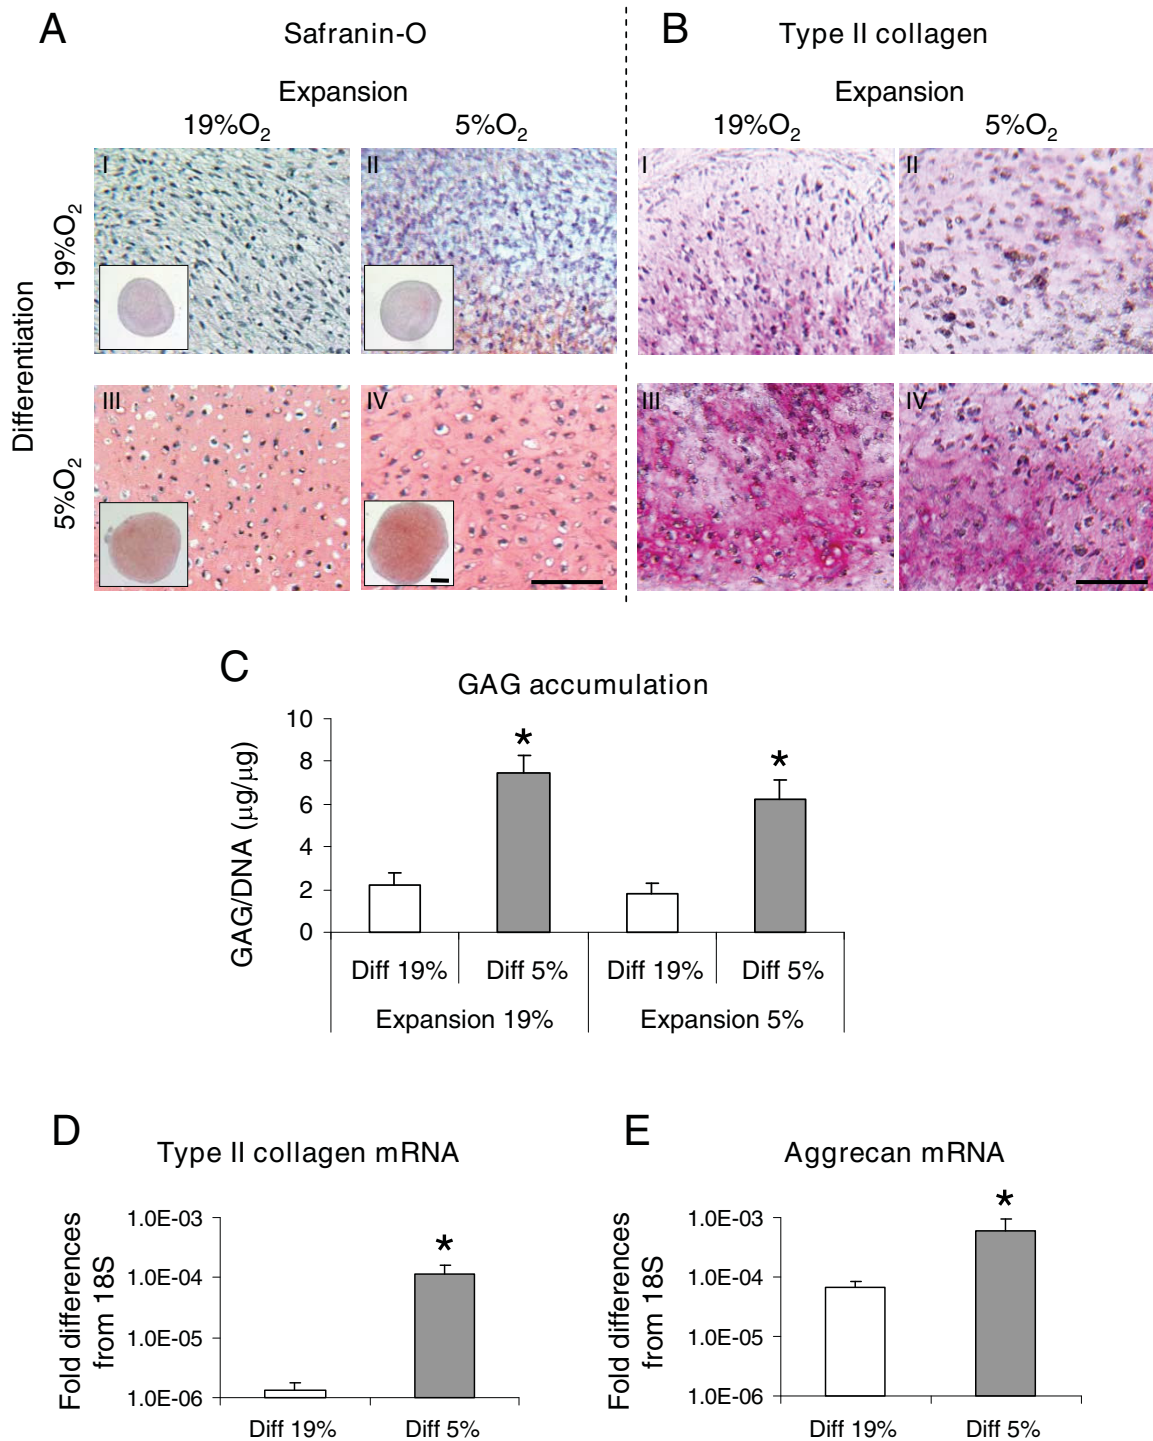 A
Safranin-O
Expansion
19%O₂
5%O₂
Differentiation
19%O₂
5%O₂
I
II
III
IV
B
Type II collagen
Expansion
19%O₂
5%O₂
I
II
III
IV
C
GAG accumulation
GAG/DNA (µg/µg)
10
8
6
4
2
0
*
*
Diff 19%
Diff 5%
Diff 19%
Diff 5%
Expansion 19%
Expansion 5%
D
Type II collagen mRNA
Fold differences
from 18S
1.0E-03
1.0E-04
1.0E-05
1.0E-06
*
Diff 19%
Diff 5%
E
Aggrecan mRNA
Fold differences
from 18S
1.0E-03
1.0E-04
1.0E-05
1.0E-06
*
Diff 19%
Diff 5%